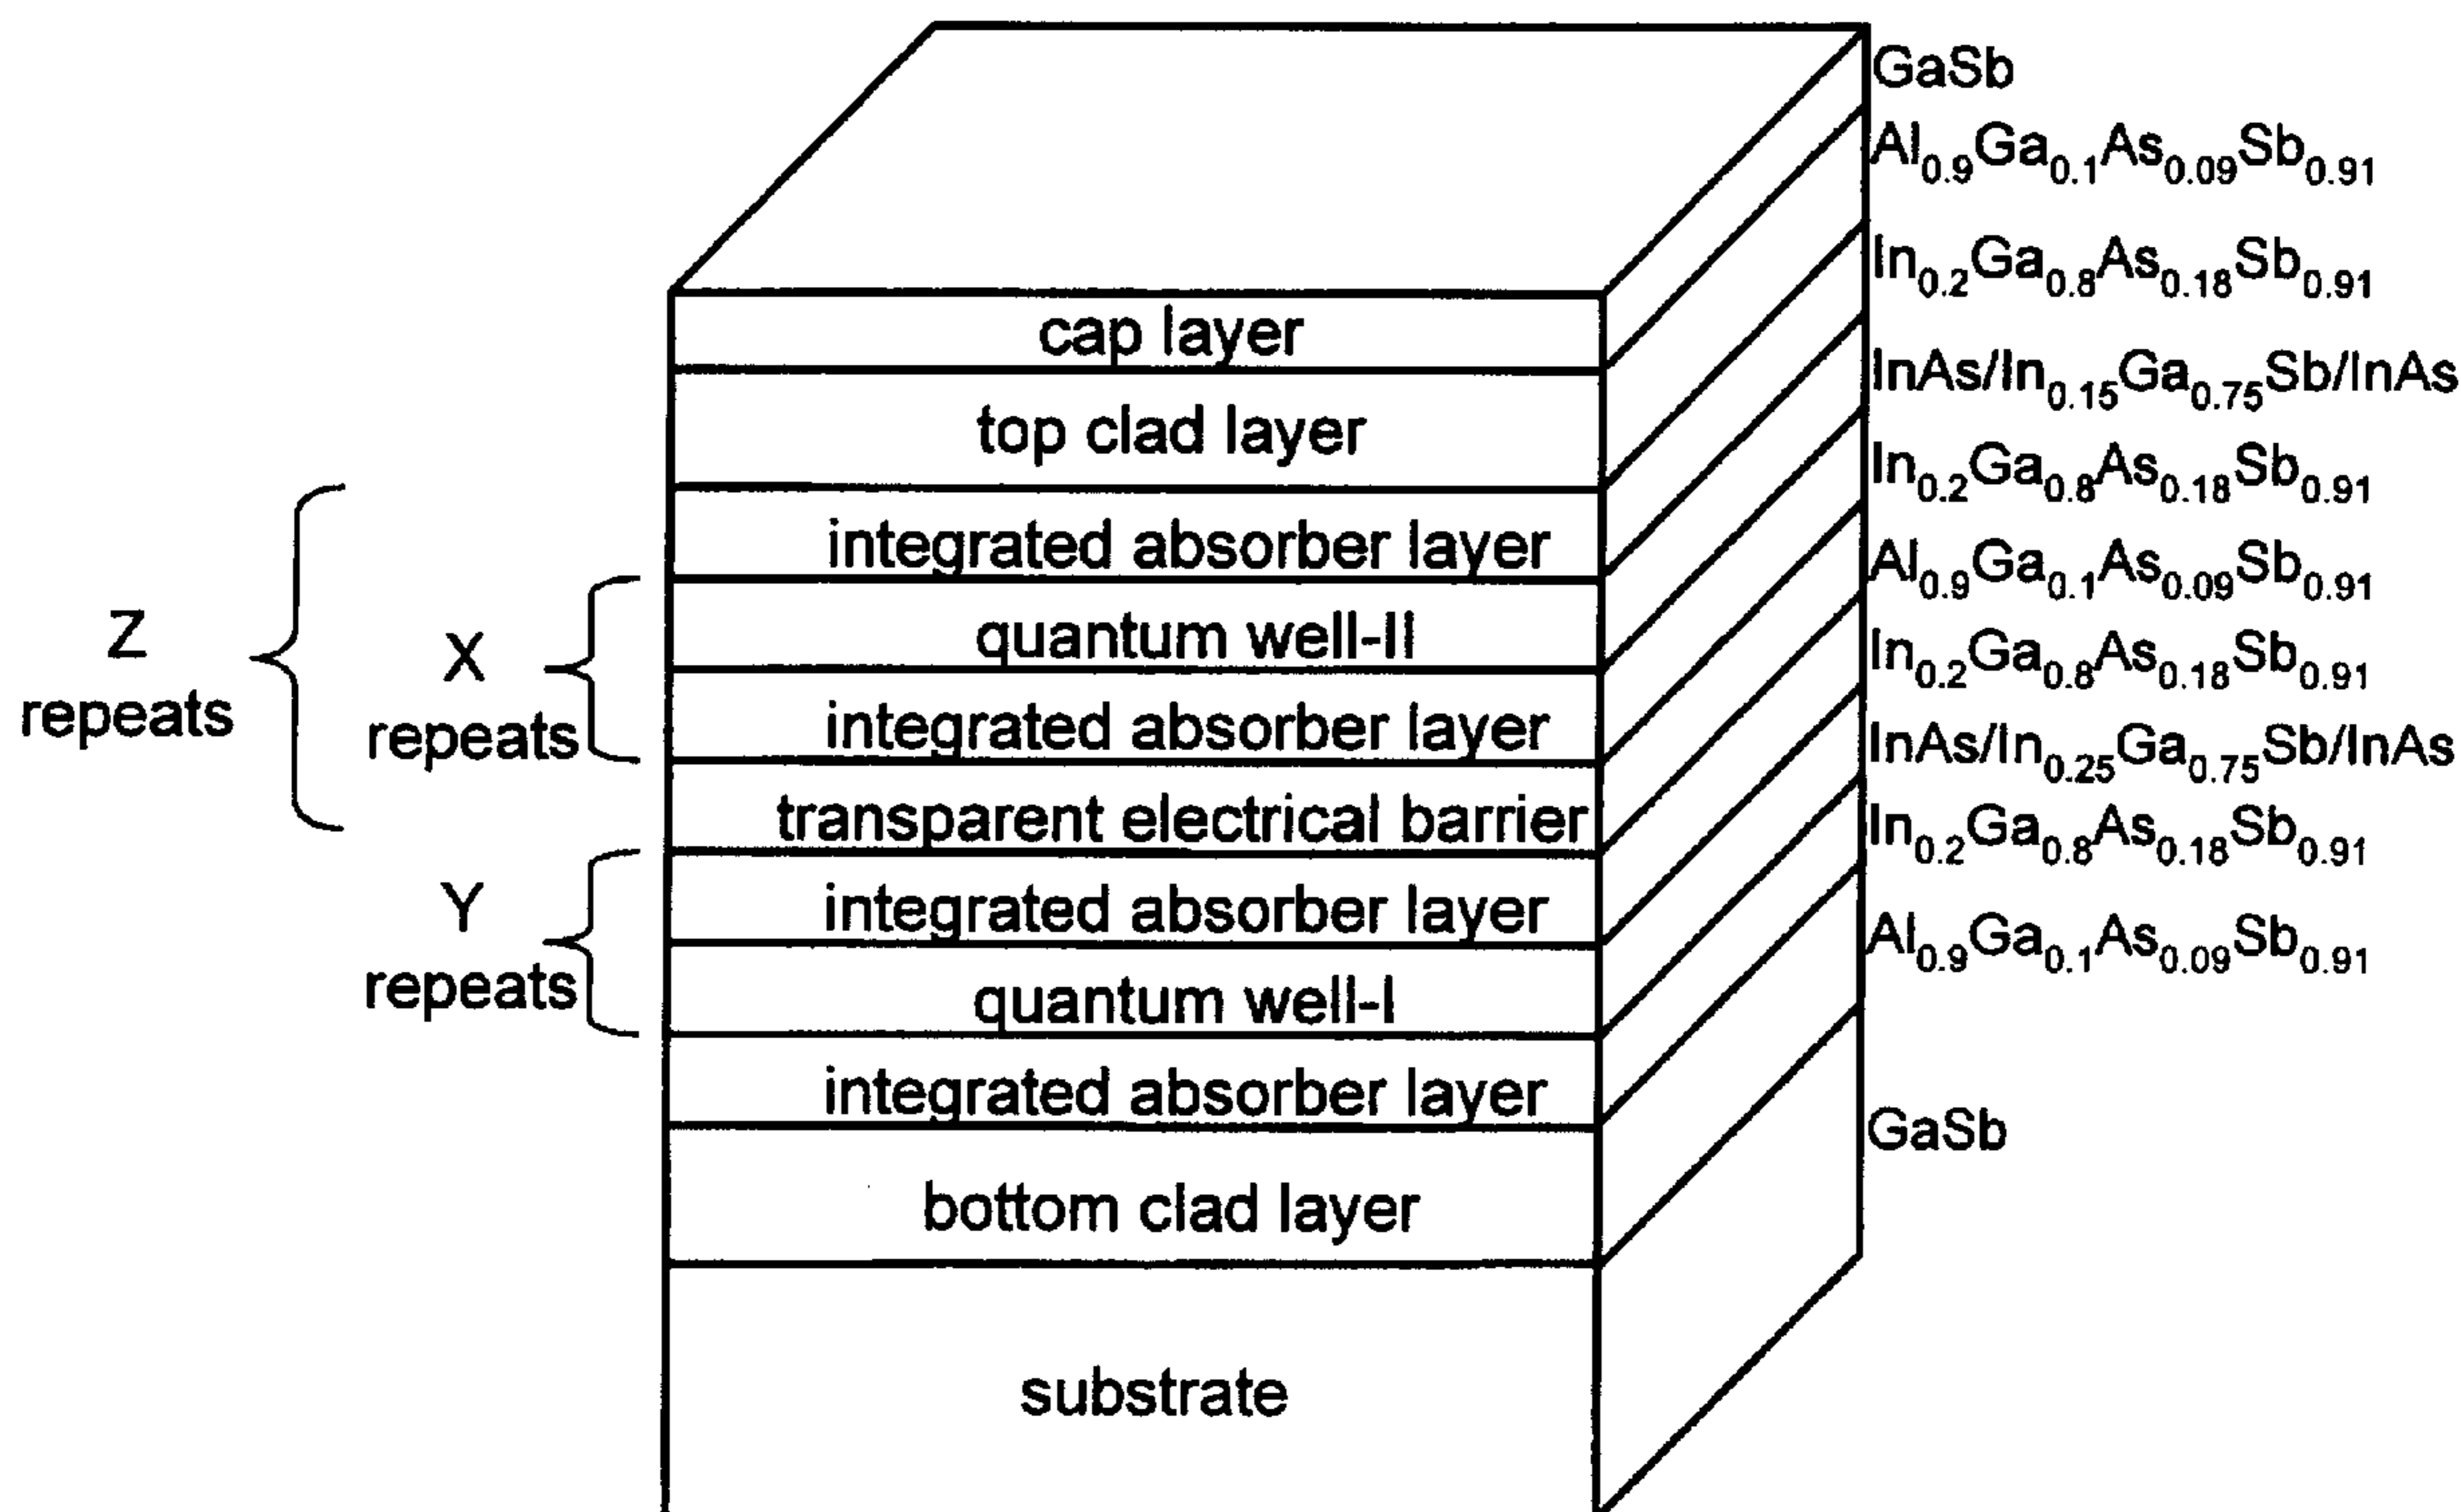 GaSb
Al0.9Ga0.1As0.09Sb0.91
In0.2Ga0.8As0.18Sb0.91
InAs/In0.15Ga0.75Sb/InAs
In0.2Ga0.8As0.18Sb0.91
Al0.9Ga0.1As0.09Sb0.91
In0.2Ga0.8As0.18Sb0.91
InAs/In0.25Ga0.75Sb/InAs
In0.2Ga0.8As0.18Sb0.91
Al0.9Ga0.1As0.09Sb0.91
GaSb
cap layer
top clad layer
integrated absorber layer
quantum well-II
integrated absorber layer
transparent electrical barrier
integrated absorber layer
quantum well-I
integrated absorber layer
bottom clad layer
substrate
Z
repeats
X
repeats
Y
repeats